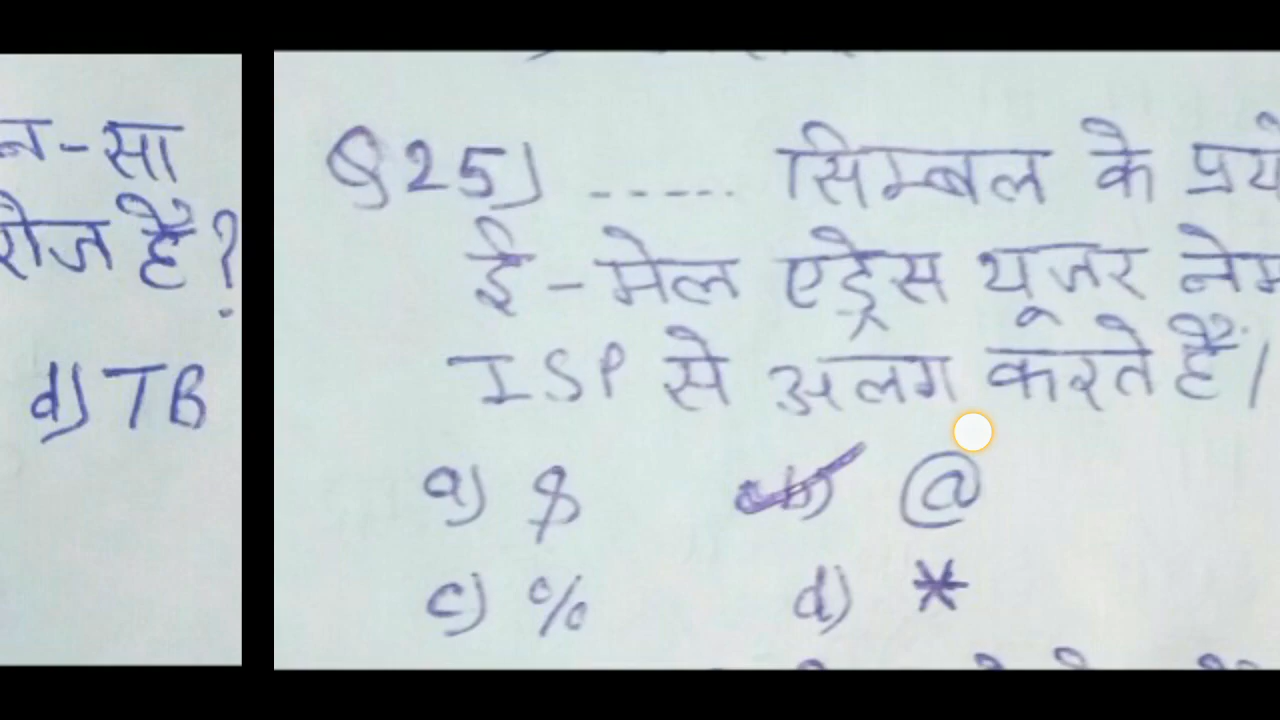 न-सा
रीज है?
d) TB
Q25) ----- सिम्बल के प्रयो
ई-मेल एड्रेस यूजर नेम
ISP से अलग करते हैं।
a) $ b) @
c) % d) *